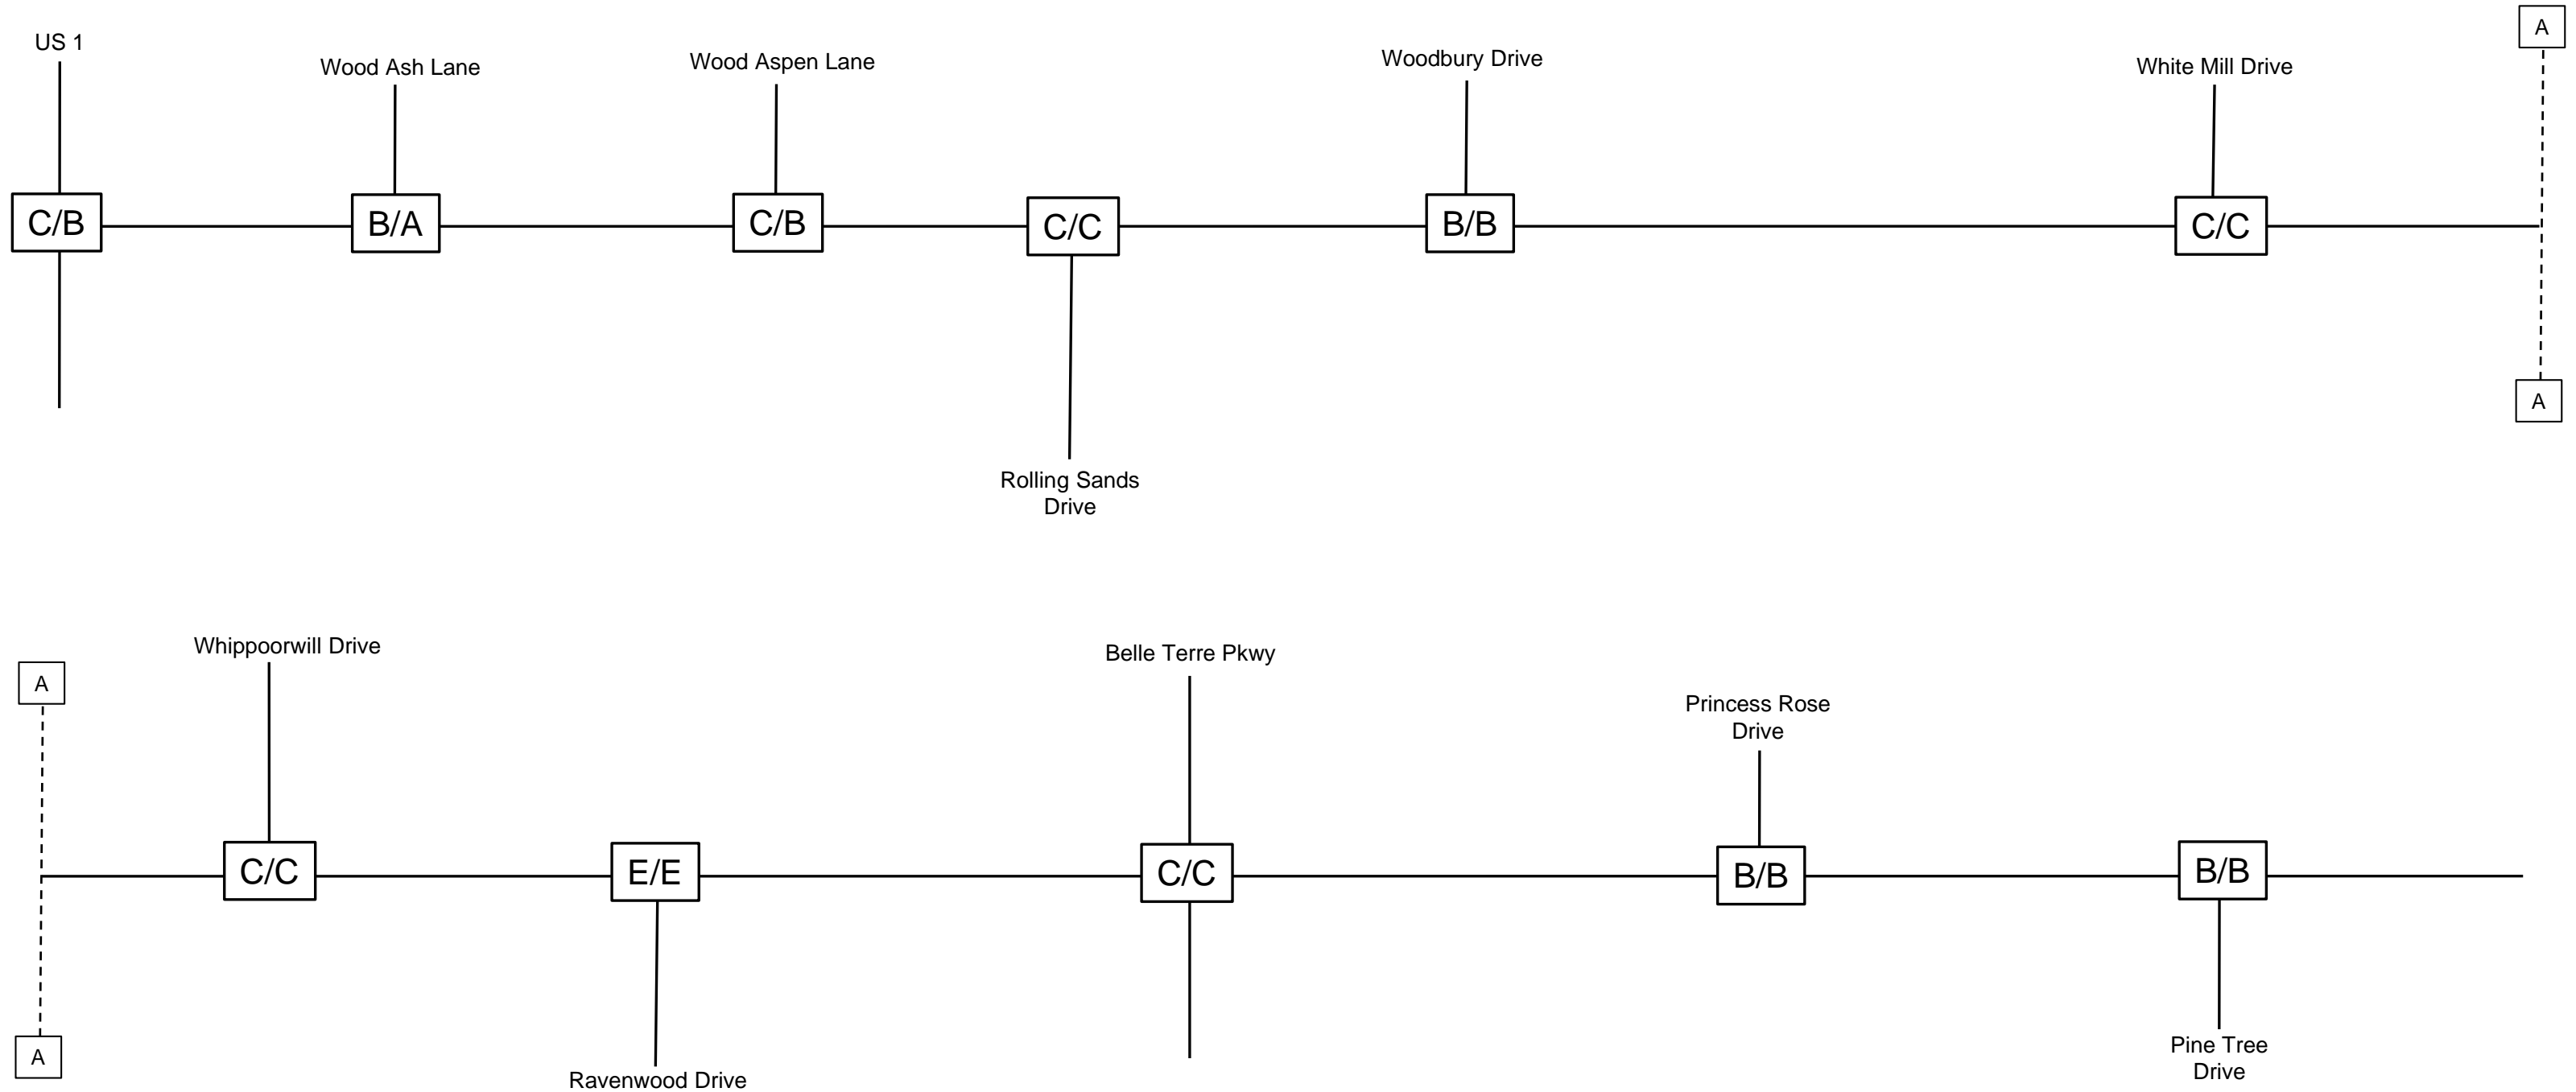 US 1
Wood Ash Lane
Wood Aspen Lane
Woodbury Drive
White Mill Drive
A
C/B
B/A
C/B
C/C
B/B
C/C
A
Rolling Sands
Drive
Whippoorwill Drive
Belle Terre Pkwy
A
Princess Rose
Drive
C/C
E/E
C/C
B/B
B/B
A
Ravenwood Drive
Pine Tree
Drive